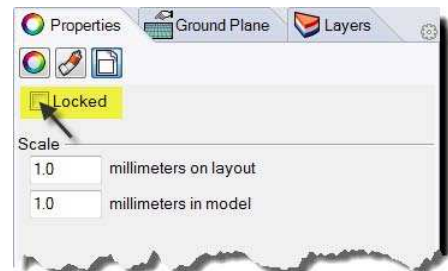 Properties Ground Plane Layers
Locked
Scale
1.0 millimeters on layout
1.0 millimeters in model